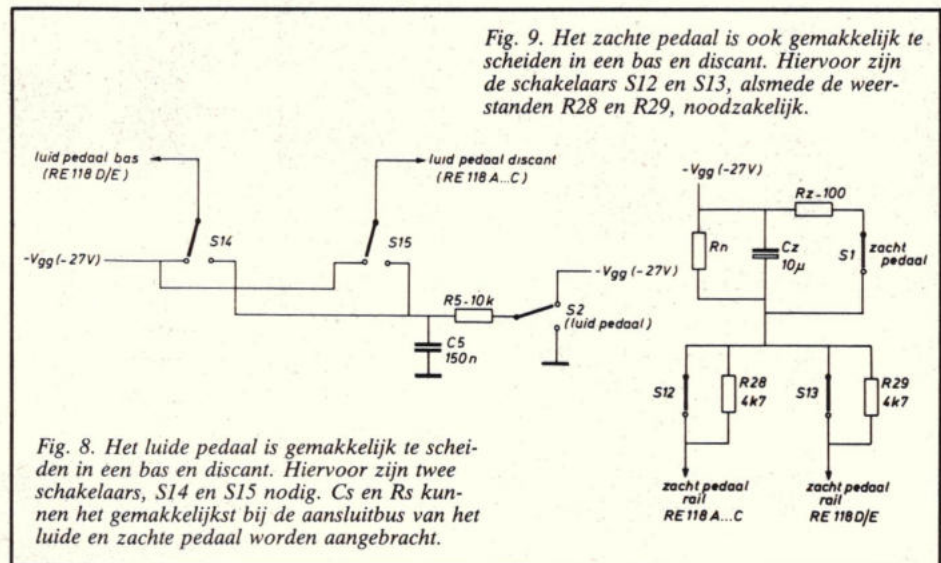 Fig. 9. Het zachte pedaal is ook gemakkelijk te
scheiden in een bas en discant. Hiervoor zijn
de schakelaars S12 en S13, alsmede de weer-
standen R28 en R29, noodzakelijk.
luid pedaal bas
(RE 118 D/E)
luid pedaal discant
(RE 118 A...C)
S14
S15
-Vgg (-27V)
R5-10k
-Vgg (-27V)
S2
(luid pedaal)
C5
150n
-Vgg (-27V)
Rz-100
Rn
Cz
10μ
S1
zacht
pedaal
S12
R28
4k7
S13
R29
4k7
zacht pedaal
rail
RE 118 A...C
zacht pedaal
rail
RE 118 D/E
Fig. 8. Het luide pedaal is gemakkelijk te schei-
den in een bas en discant. Hiervoor zijn twee
schakelaars, S14 en S15 nodig. Cs en Rs kun-
nen het gemakkelijkst bij de aansluitbus van het
luide en zachte pedaal worden aangebracht.